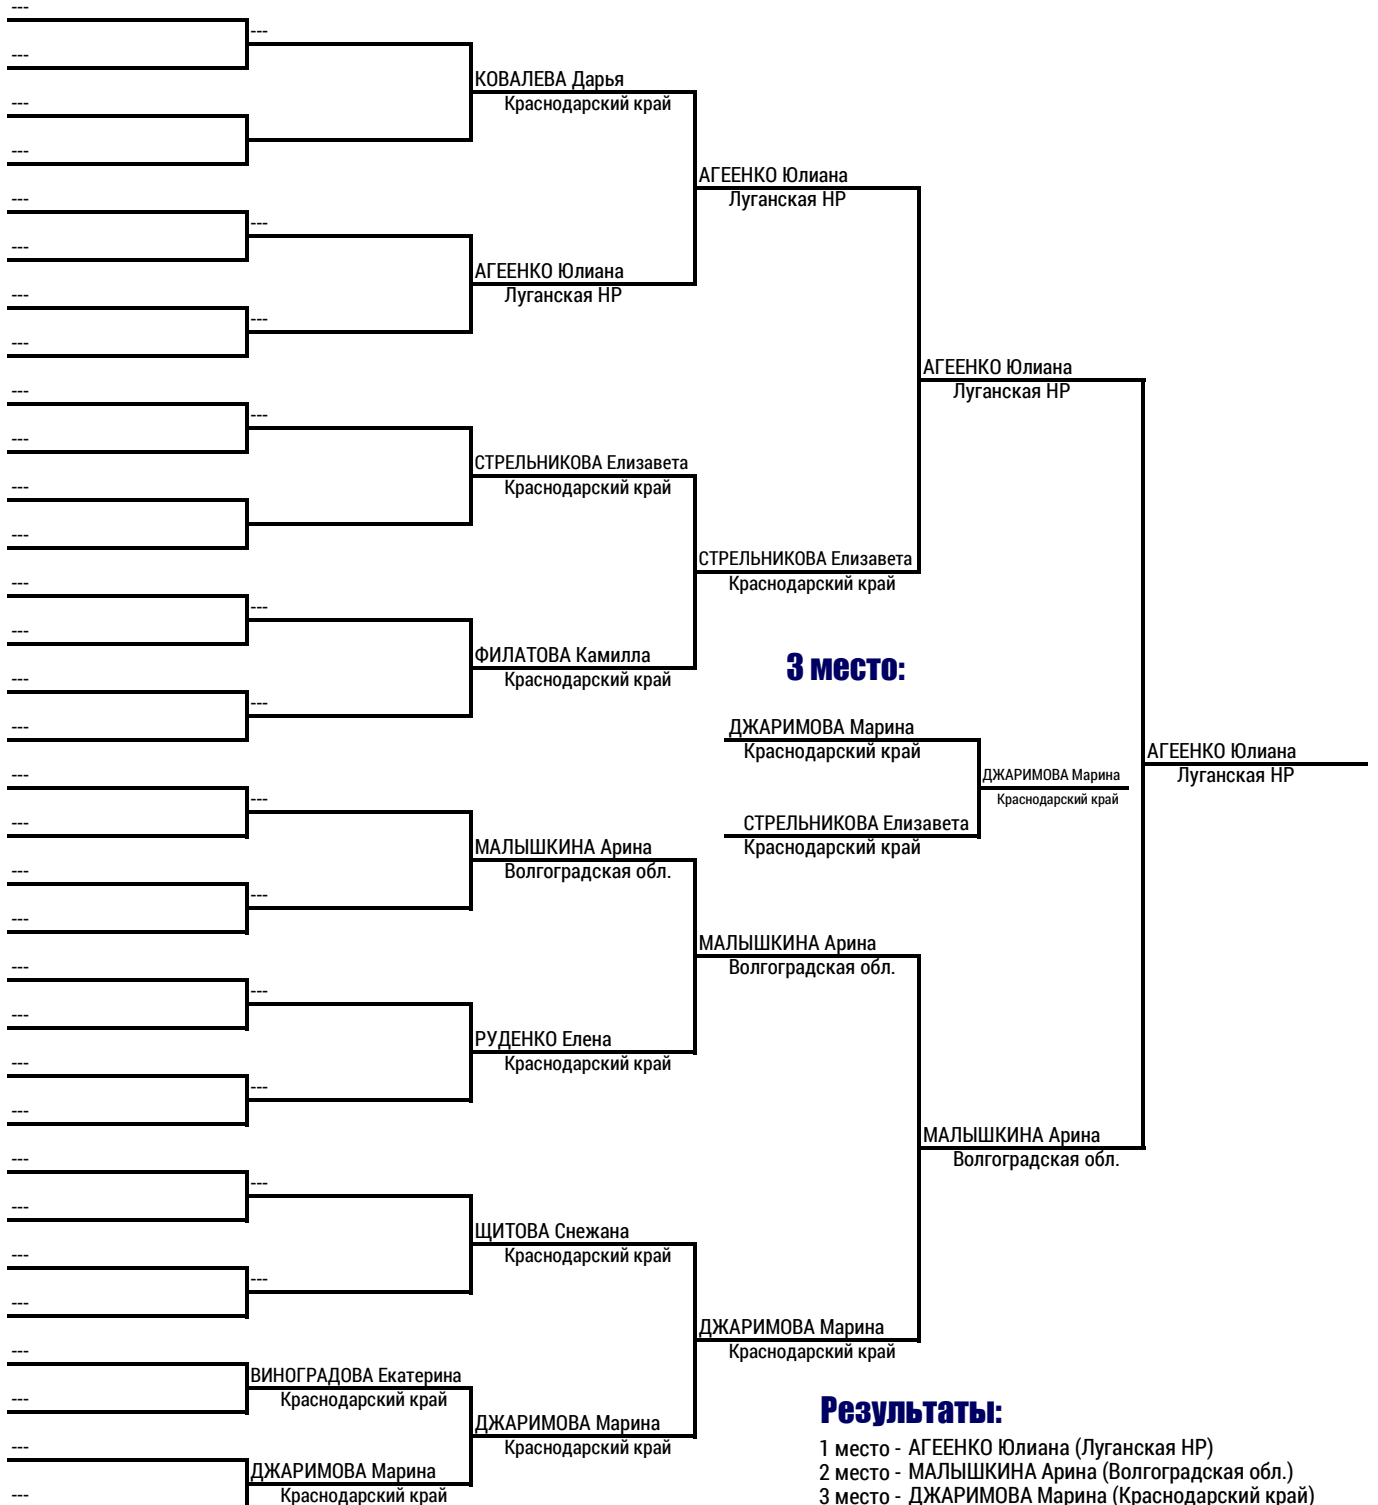 ---
---
---
КОВАЛЕВА Дарья
Краснодарский край
---
---
АГЕЕНКО Юлиана
Луганская НР
---
---
---
АГЕЕНКО Юлиана
Луганская НР
---
---
---
АГЕЕНКО Юлиана
Луганская НР
---
---
---
СТРЕЛЬНИКОВА Елизавета
Краснодарский край
---
---
СТРЕЛЬНИКОВА Елизавета
Краснодарский край
---
---
---
ФИЛАТОВА Камилла
Краснодарский край
3 место:
---
---
---
ДЖАРИМОВА Марина
Краснодарский край
АГЕЕНКО Юлиана
Луганская НР
---
ДЖАРИМОВА Марина
Краснодарский край
---
---
СТРЕЛЬНИКОВА Елизавета
Краснодарский край
МАЛЫШКИНА Арина
Волгоградская обл.
---
---
---
МАЛЫШКИНА Арина
Волгоградская обл.
---
---
---
РУДЕНКО Елена
Краснодарский край
---
---
---
МАЛЫШКИНА Арина
Волгоградская обл.
---
---
---
ЩИТОВА Снежана
Краснодарский край
---
---
---
ДЖАРИМОВА Марина
Краснодарский край
---
ВИНОГРАДОВА Екатерина
Краснодарский край
---
ДЖАРИМОВА Марина
Краснодарский край
---
ДЖАРИМОВА Марина
Краснодарский край
---
Результаты:
1 место - АГЕЕНКО Юлиана (Луганская НР)
2 место - МАЛЫШКИНА Арина (Волгоградская обл.)
3 место - ДЖАРИМОВА Марина (Краснодарский край)